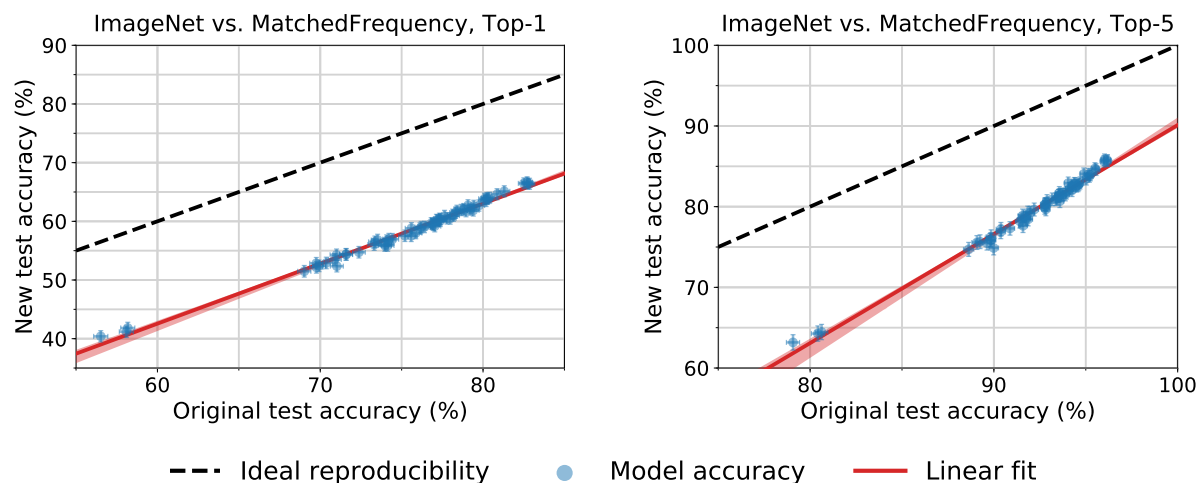 ImageNet vs. MatchedFrequency, Top-1
90
80
70
60
50
40
New test accuracy (%)
60 70 80
Original test accuracy (%)
ImageNet vs. MatchedFrequency, Top-5
100
90
80
70
60
New test accuracy (%)
80 90 100
Original test accuracy (%)
Ideal reproducibility Model accuracy Linear fit